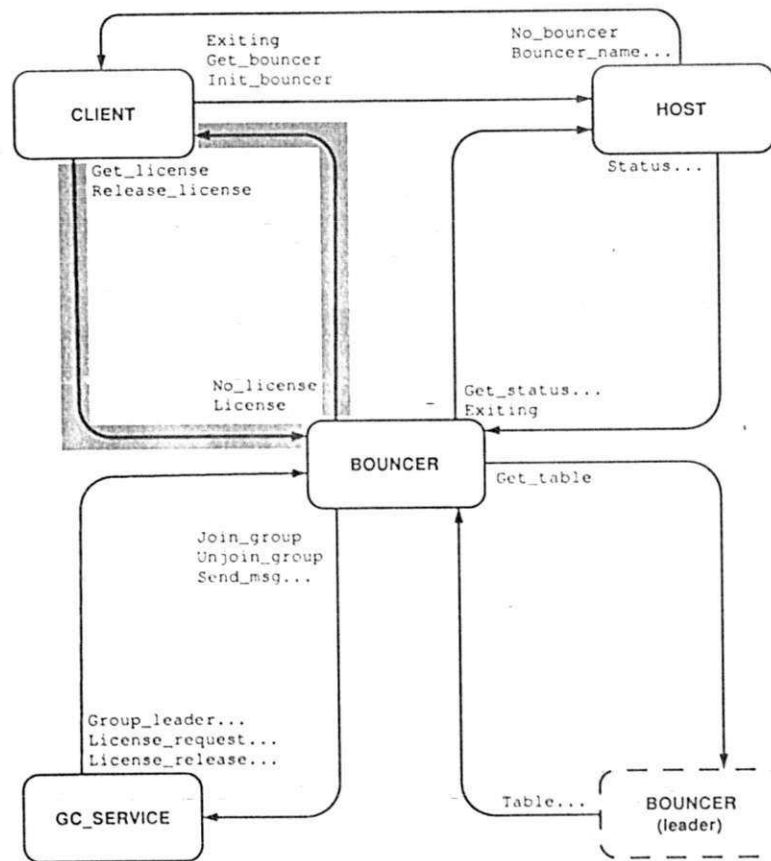 Exiting
Get_bouncer
Init_bouncer
No_bouncer
Bouncer_name...
CLIENT
HOST
Get_license
Release_license
Status...
No_license
License
Get_status...
Exiting
BOUNCER
Get_table
Join_group
Unjoin_group
Send_msg...
Group_leader...
License_request...
License_release...
GC_SERVICE
Table...
BOUNCER
(leader)